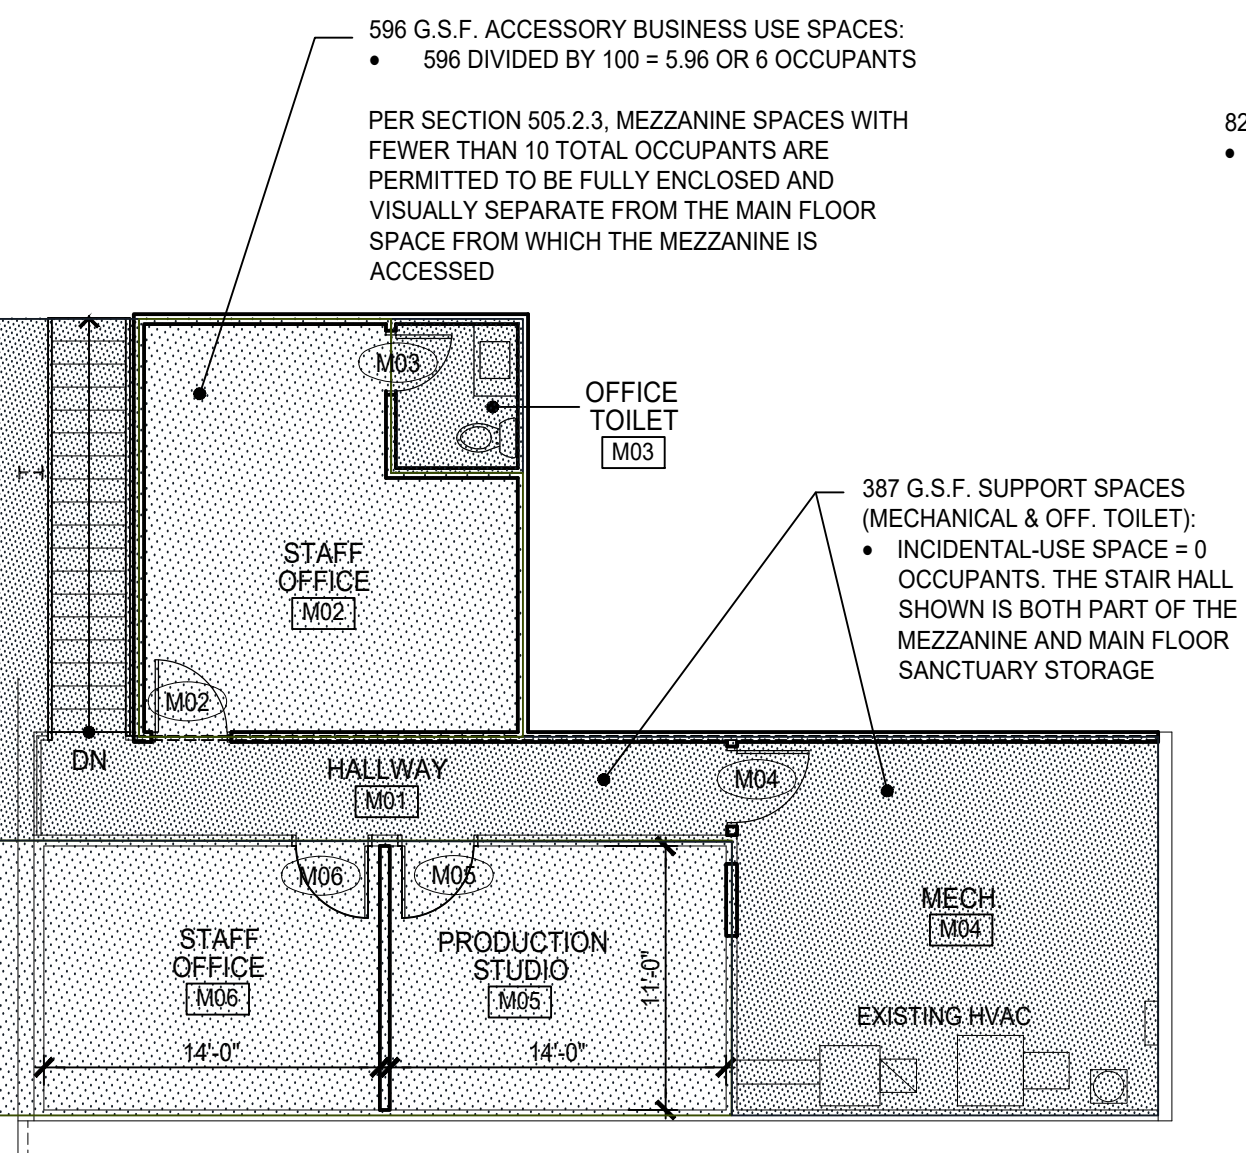 596 G.S.F. ACCESSORY BUSINESS USE SPACES:
• 596 DIVIDED BY 100 = 5.96 OR 6 OCCUPANTS
PER SECTION 505.2.3, MEZZANINE SPACES WITH
FEWER THAN 10 TOTAL OCCUPANTS ARE
PERMITTED TO BE FULLY ENCLOSED AND
VISUALLY SEPARATE FROM THE MAIN FLOOR
SPACE FROM WHICH THE MEZZANINE IS
ACCESSED
82
•
M03
OFFICE
TOILET
M03
387 G.S.F. SUPPORT SPACES
(MECHANICAL & OFF. TOILET):
• INCIDENTAL-USE SPACE = 0
OCCUPANTS. THE STAIR HALL
SHOWN IS BOTH PART OF THE
MEZZANINE AND MAIN FLOOR
SANCTUARY STORAGE
STAFF
OFFICE
M02
M02
DN
HALLWAY
M01
M04
M06
M05
STAFF
OFFICE
M06
PRODUCTION
STUDIO
M05
11'-0"
MECH.
M04
EXISTING HVAC
14'-0"
14'-0"